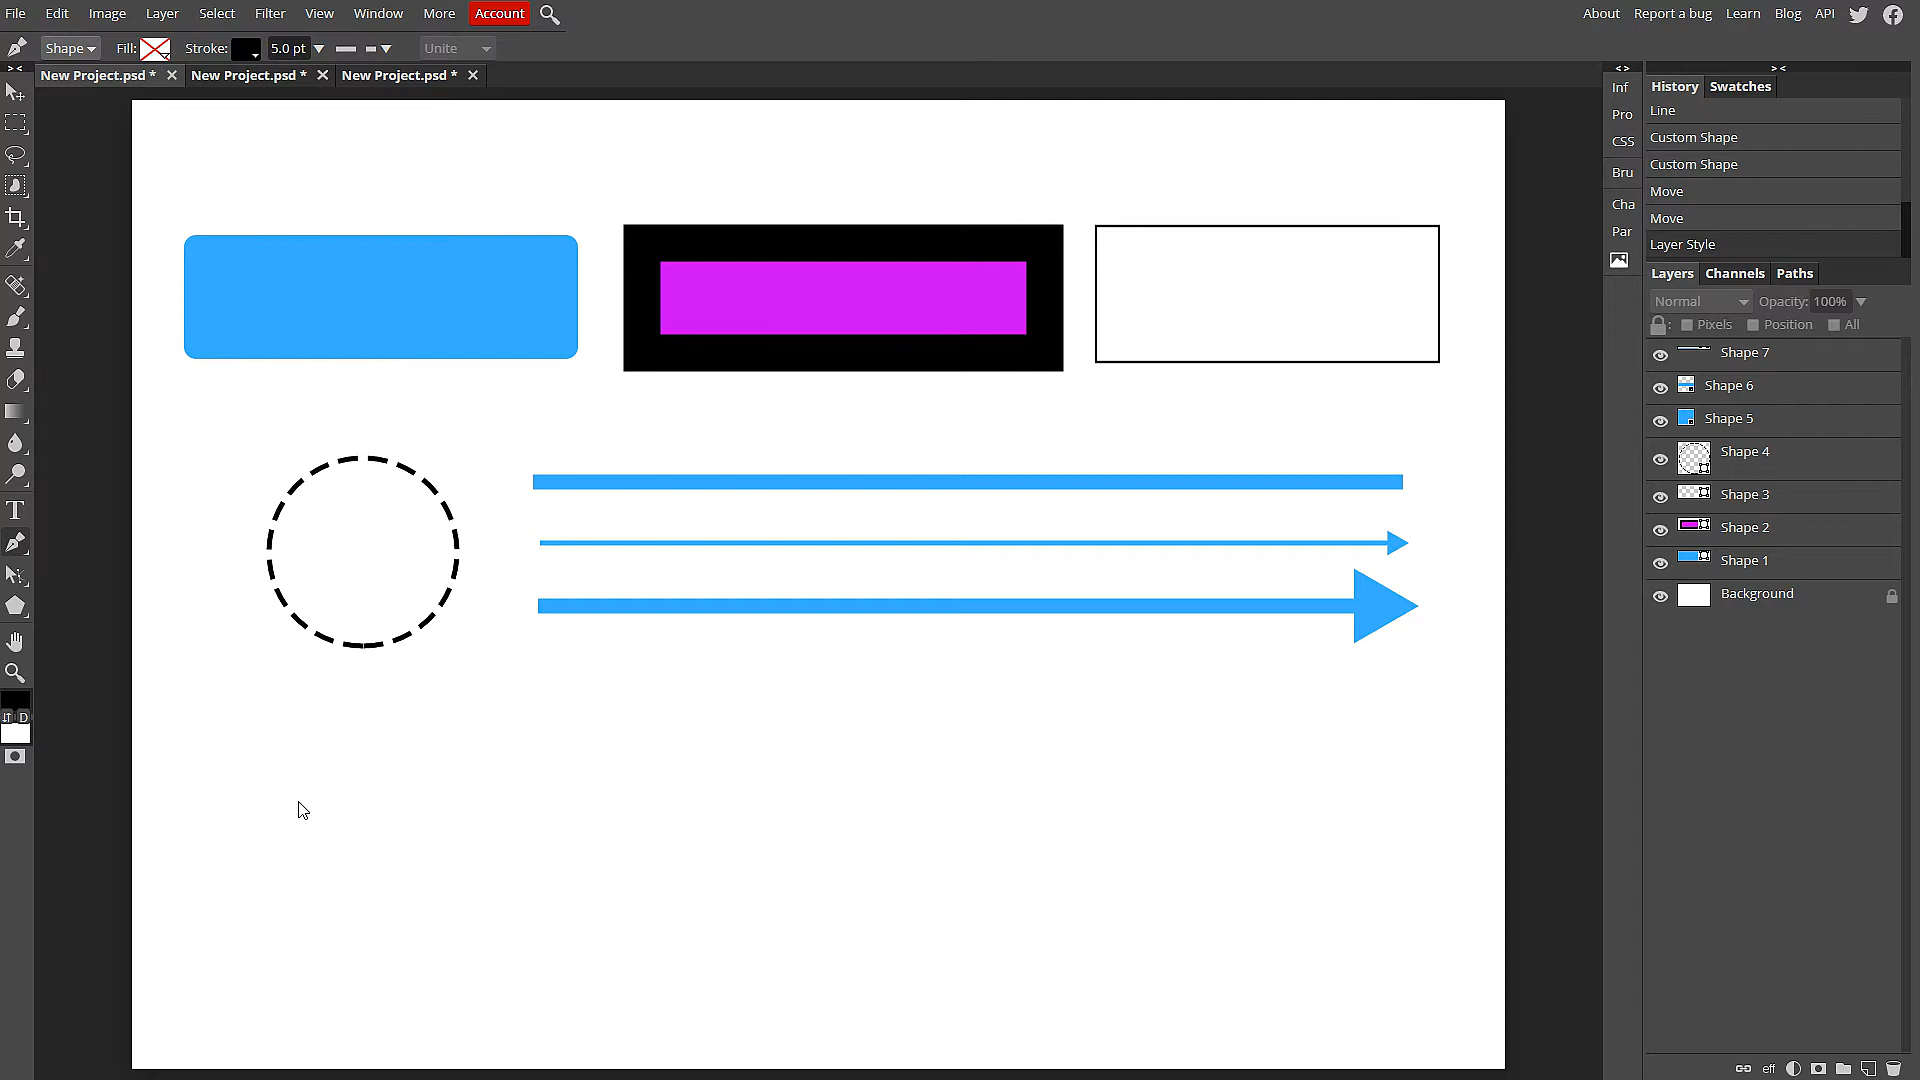 File Edit Image Layer Select Filter View Window More Account
About Report a bug Learn Blog API
Shape Fill: Stroke: 5.0 pt Unite
New Project.psd * New Project.psd * New Project.psd *
Inf
Pro
CSS
Bru
Cha
Par
History Swatches
Line
Custom Shape
Custom Shape
Move
Move
Layer Style
Layers Channels Paths
Normal Opacity: 100%
: Pixels Position All
Shape 7
Shape 6
Shape 5
Shape 4
Shape 3
Shape 2
Shape 1
Background
T
D
eff